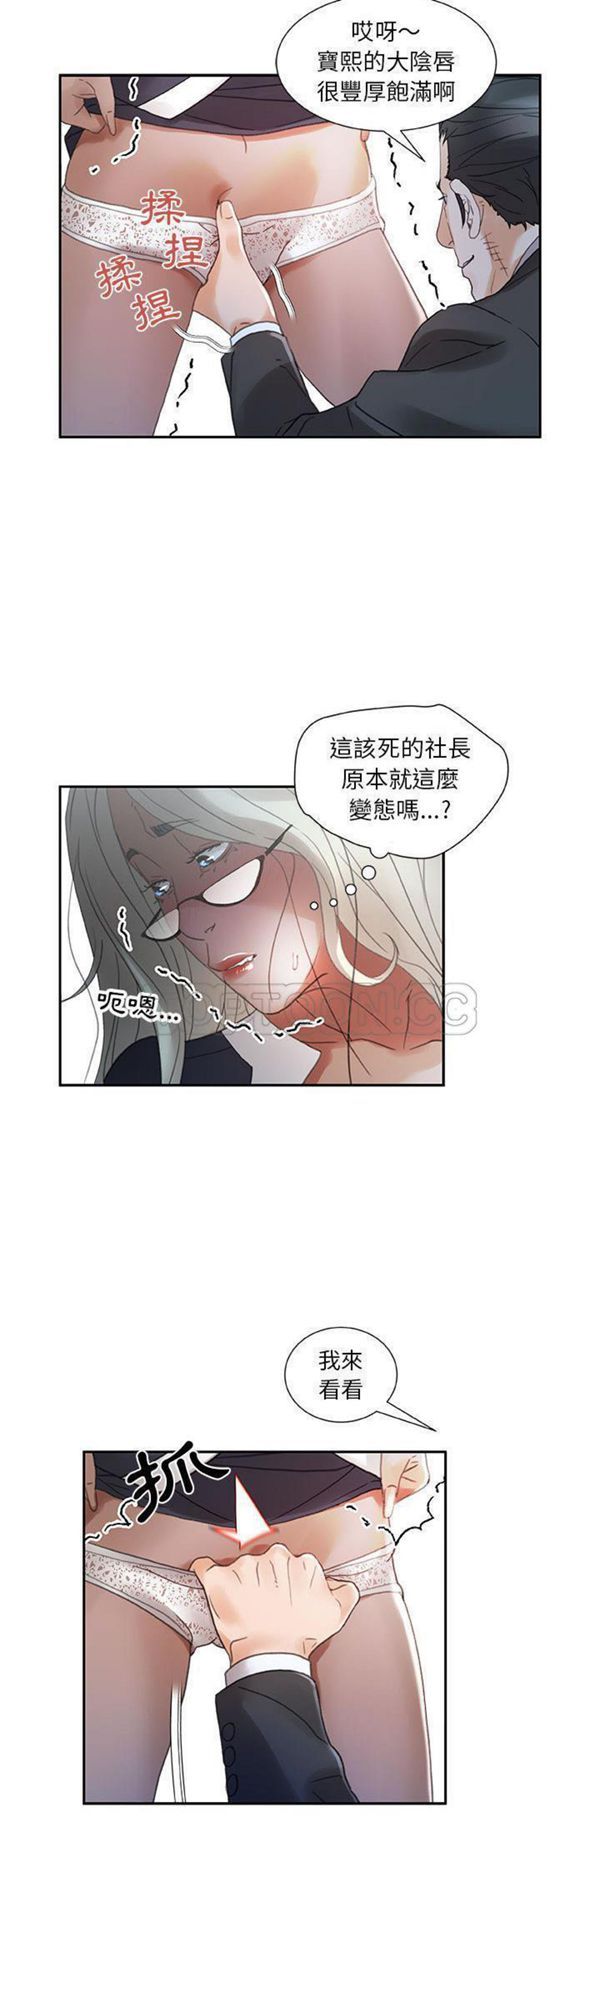 哎呀～
寶熙的大陰唇
很豐厚飽滿啊
揉捏
揉捏
這該死的社長
原本就這麼
變態嗎...?
呃嗯...
TOPTOON.CC
我來
看看
抓